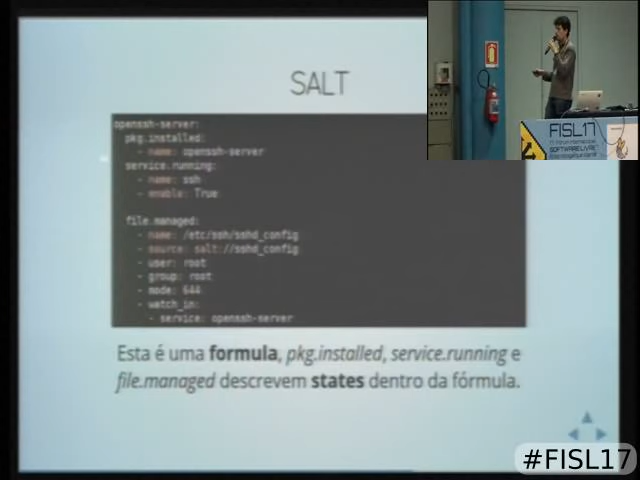 SALT
openssh-server:
pkg.installed:
- name: openssh-server
service.running:
- name: ssh
- enable: True
file.managed:
- name: /etc/ssh/sshd_config
- source: salt://sshd_config
- user: root
- group: root
- mode: 644
- watch_in:
- service: openssh-server
Esta é uma formula, pkg.installed, service.running e
file.managed descrevem states dentro da fórmula.
FISL17
SOFTWARE LIVRE
#FISL17